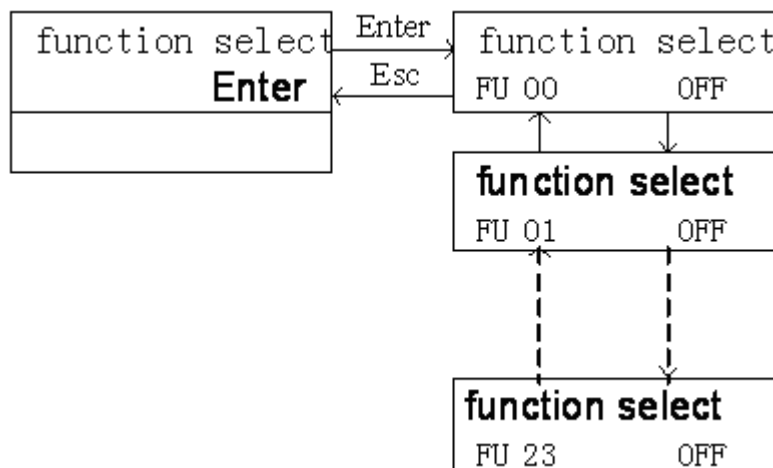 function select
Enter
Enter
Esc
function select
FU 00 OFF
function select
FU 01 OFF
function select
FU 23 OFF